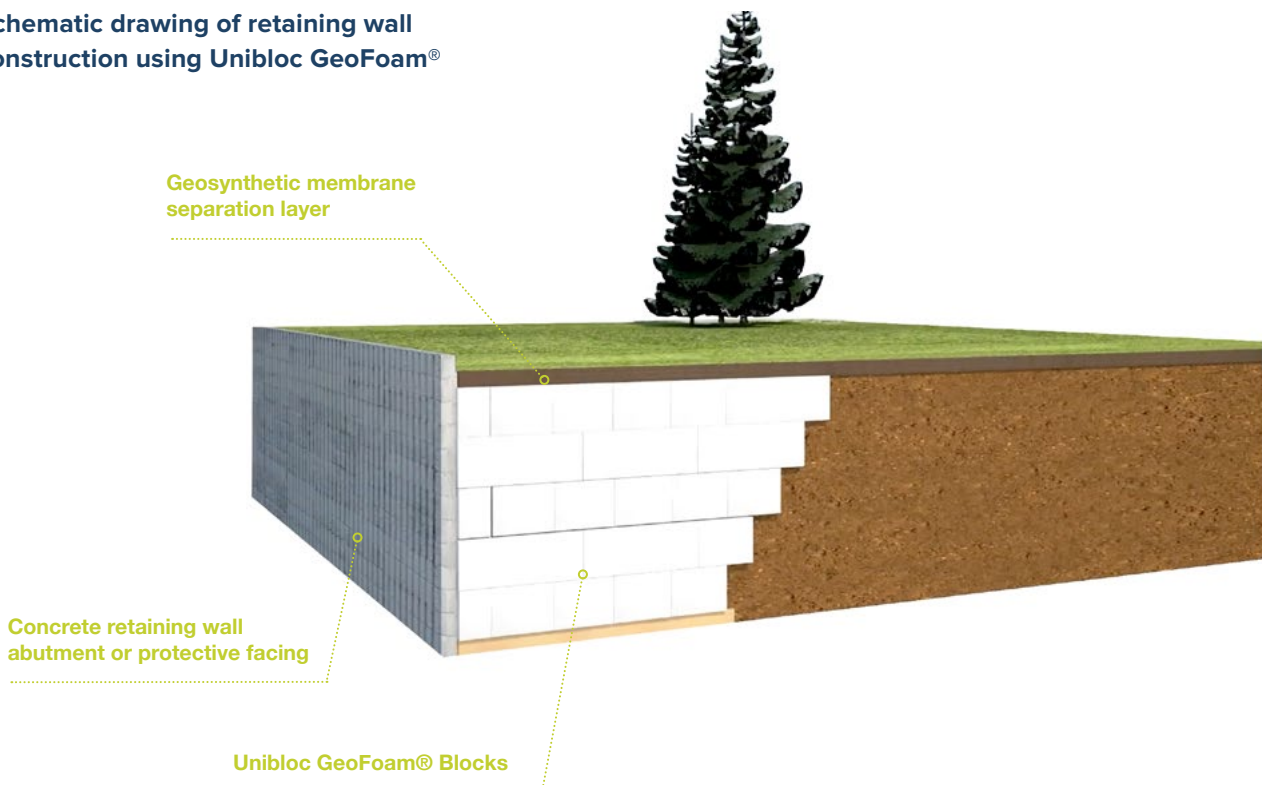 chematic drawing of retaining wall
onstruction using Unibloc GeoFoam®
Geosynthetic membrane
separation layer
Concrete retaining wall
abutment or protective facing
Unibloc GeoFoam® Blocks